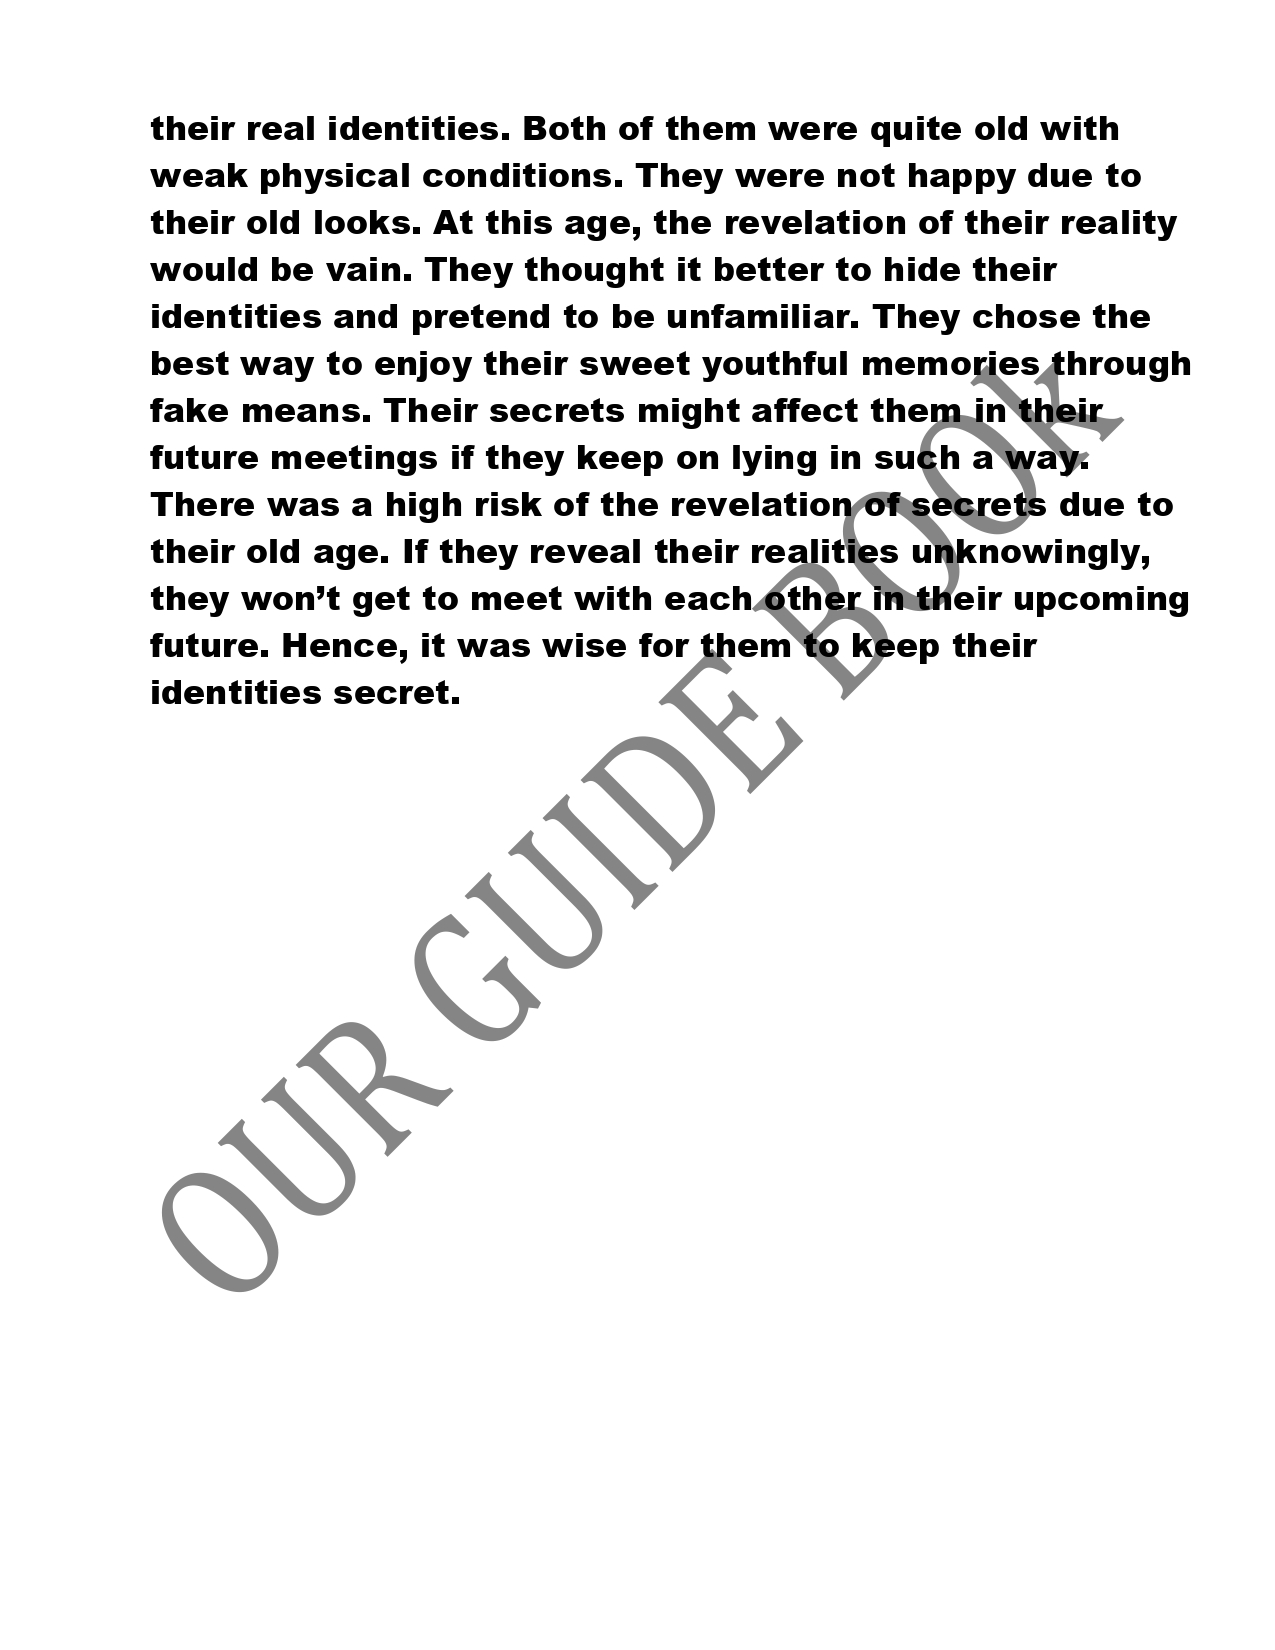 their real identities. Both of them were quite old with
weak physical conditions. They were not happy due to
their old looks. At this age, the revelation of their reality
would be vain. They thought it better to hide their
identities and pretend to be unfamiliar. They chose the
best way to enjoy their sweet youthful memories through
fake means. Their secrets might affect them in their
future meetings if they keep on lying in such a way.
There was a high risk of the revelation of secrets due to
their old age. If they reveal their realities unknowingly,
they won’t get to meet with each other in their upcoming
future. Hence, it was wise for them to keep their
identities secret.
OUR GUIDE BOOk